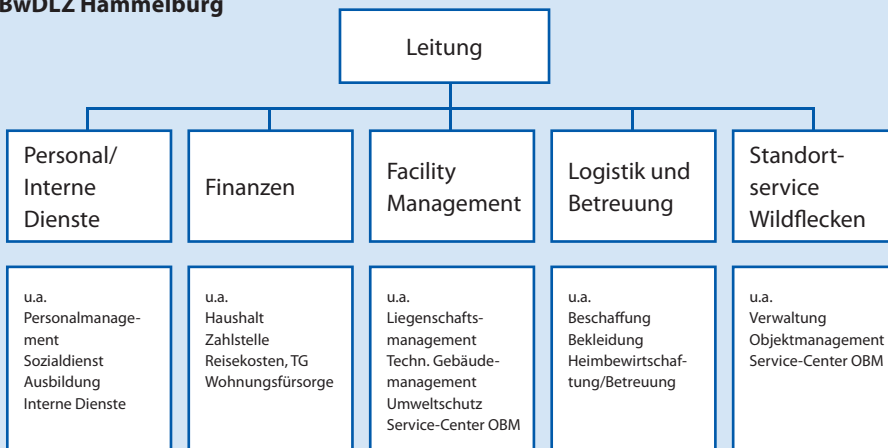 BwDLZ Hammelburg
Leitung
Personal/
Interne
Dienste
Finanzen
Facility
Management
Logistik und
Betreuung
Standort-
service
Wildflecken
u.a.
Personalmanage-
ment
Sozialdienst
Ausbildung
Interne Dienste
u.a.
Haushalt
Zahlstelle
Reisekosten, TG
Wohnungsfürsorge
u.a.
Liegenschafts-
management
Techn. Gebäude-
management
Umweltschutz
Service-Center OBM
u.a.
Beschaffung
Bekleidung
Heimbewirtschaf-
tung/Betreuung
u.a.
Verwaltung
Objektmanagement
Service-Center OBM